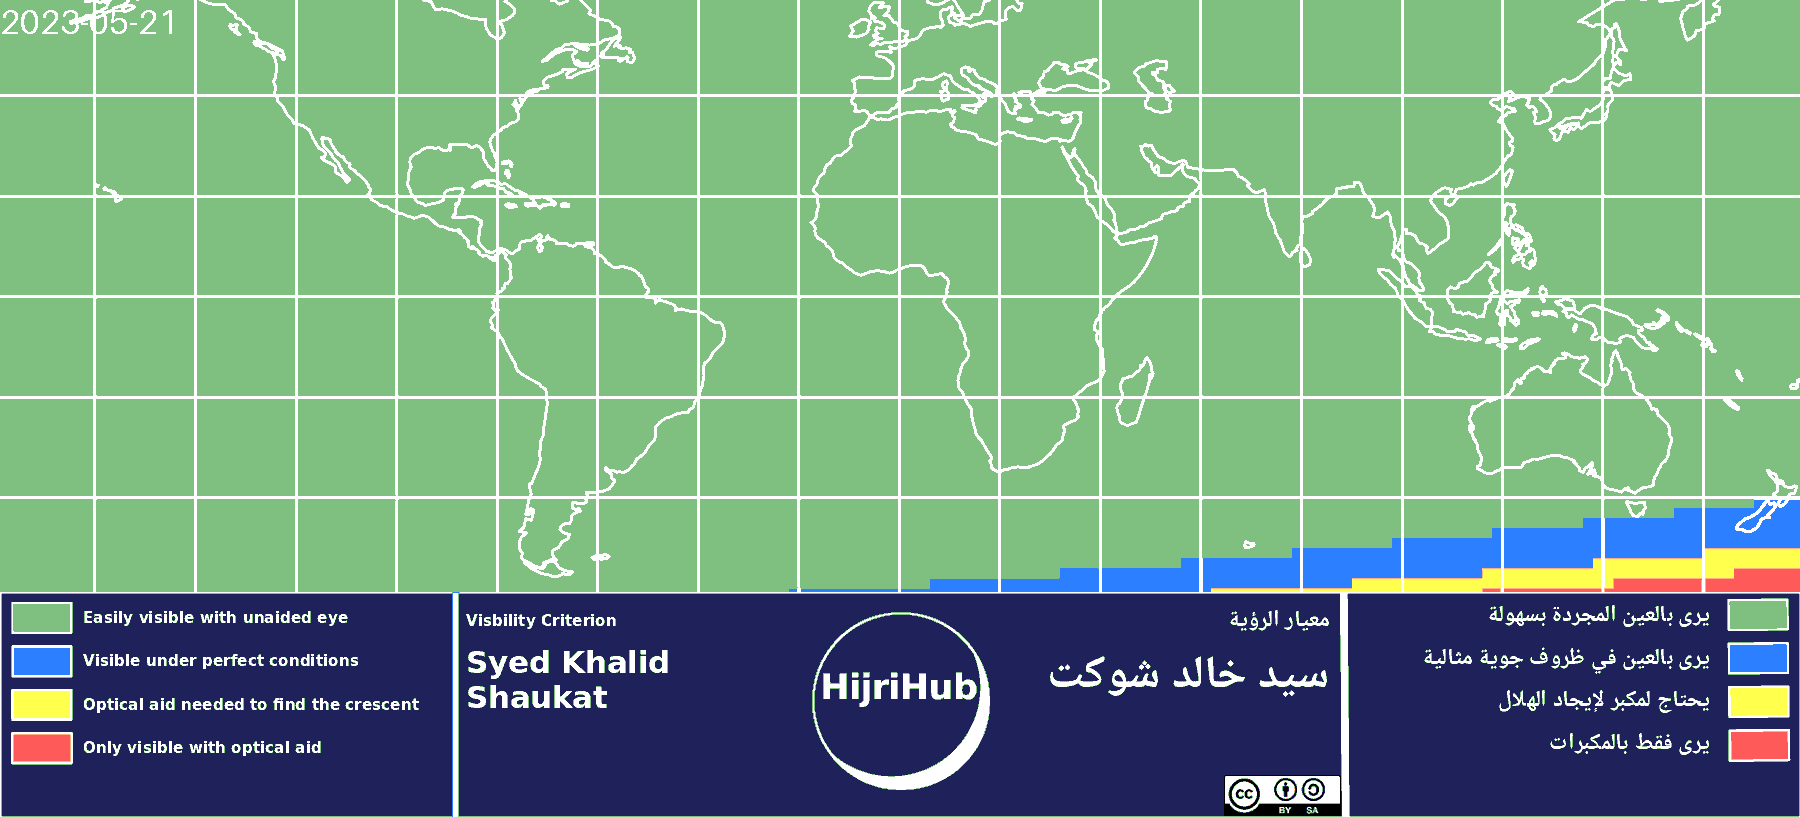 2023-05-21
Easily visible with unaided eye
Visible under perfect conditions
Optical aid needed to find the crescent
Only visible with optical aid
Visbility Criterion
Syed Khalid
Shaukat
HijriHub
معيار الرؤية
سيد خالد شوكت
cc
BY SA
يرى بالعين المجردة بسهولة
يرى بالعين في ظروف جوية مثالية
يحتاج لمكبر لإيجاد الهلال
يرى فقط بالمكبرات